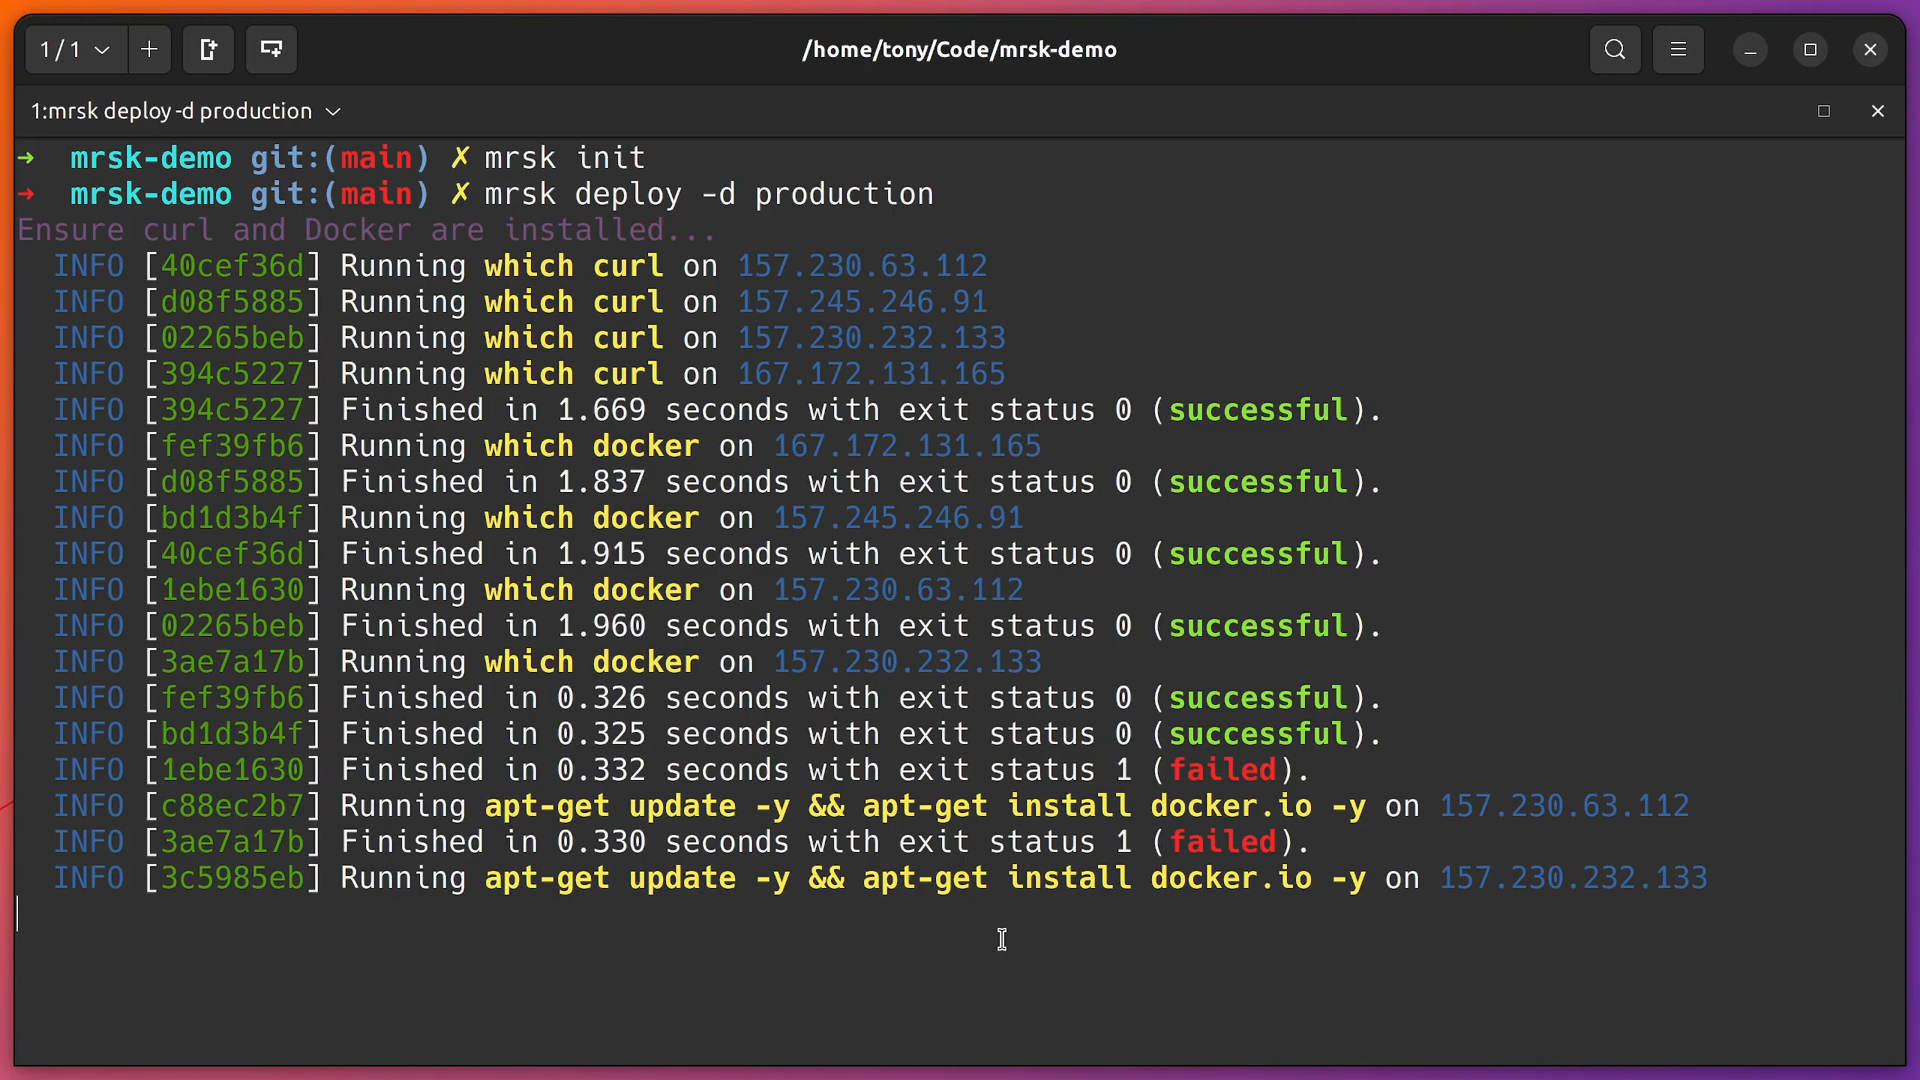 1 / 1
/home/tony/Code/mrsk-demo
1:mrsk deploy -d production
➜ mrsk-demo git:(main) ✗ mrsk init
➜ mrsk-demo git:(main) ✗ mrsk deploy -d production
Ensure curl and Docker are installed...
INFO [40cef36d] Running which curl on 157.230.63.112
INFO [d08f5885] Running which curl on 157.245.246.91
INFO [02265beb] Running which curl on 157.230.232.133
INFO [394c5227] Running which curl on 167.172.131.165
INFO [394c5227] Finished in 1.669 seconds with exit status 0 (successful).
INFO [fef39fb6] Running which docker on 167.172.131.165
INFO [d08f5885] Finished in 1.837 seconds with exit status 0 (successful).
INFO [bd1d3b4f] Running which docker on 157.245.246.91
INFO [40cef36d] Finished in 1.915 seconds with exit status 0 (successful).
INFO [1ebe1630] Running which docker on 157.230.63.112
INFO [02265beb] Finished in 1.960 seconds with exit status 0 (successful).
INFO [3ae7a17b] Running which docker on 157.230.232.133
INFO [fef39fb6] Finished in 0.326 seconds with exit status 0 (successful).
INFO [bd1d3b4f] Finished in 0.325 seconds with exit status 0 (successful).
INFO [1ebe1630] Finished in 0.332 seconds with exit status 1 (failed).
INFO [c88ec2b7] Running apt-get update -y && apt-get install docker.io -y on 157.230.63.112
INFO [3ae7a17b] Finished in 0.330 seconds with exit status 1 (failed).
INFO [3c5985eb] Running apt-get update -y && apt-get install docker.io -y on 157.230.232.133